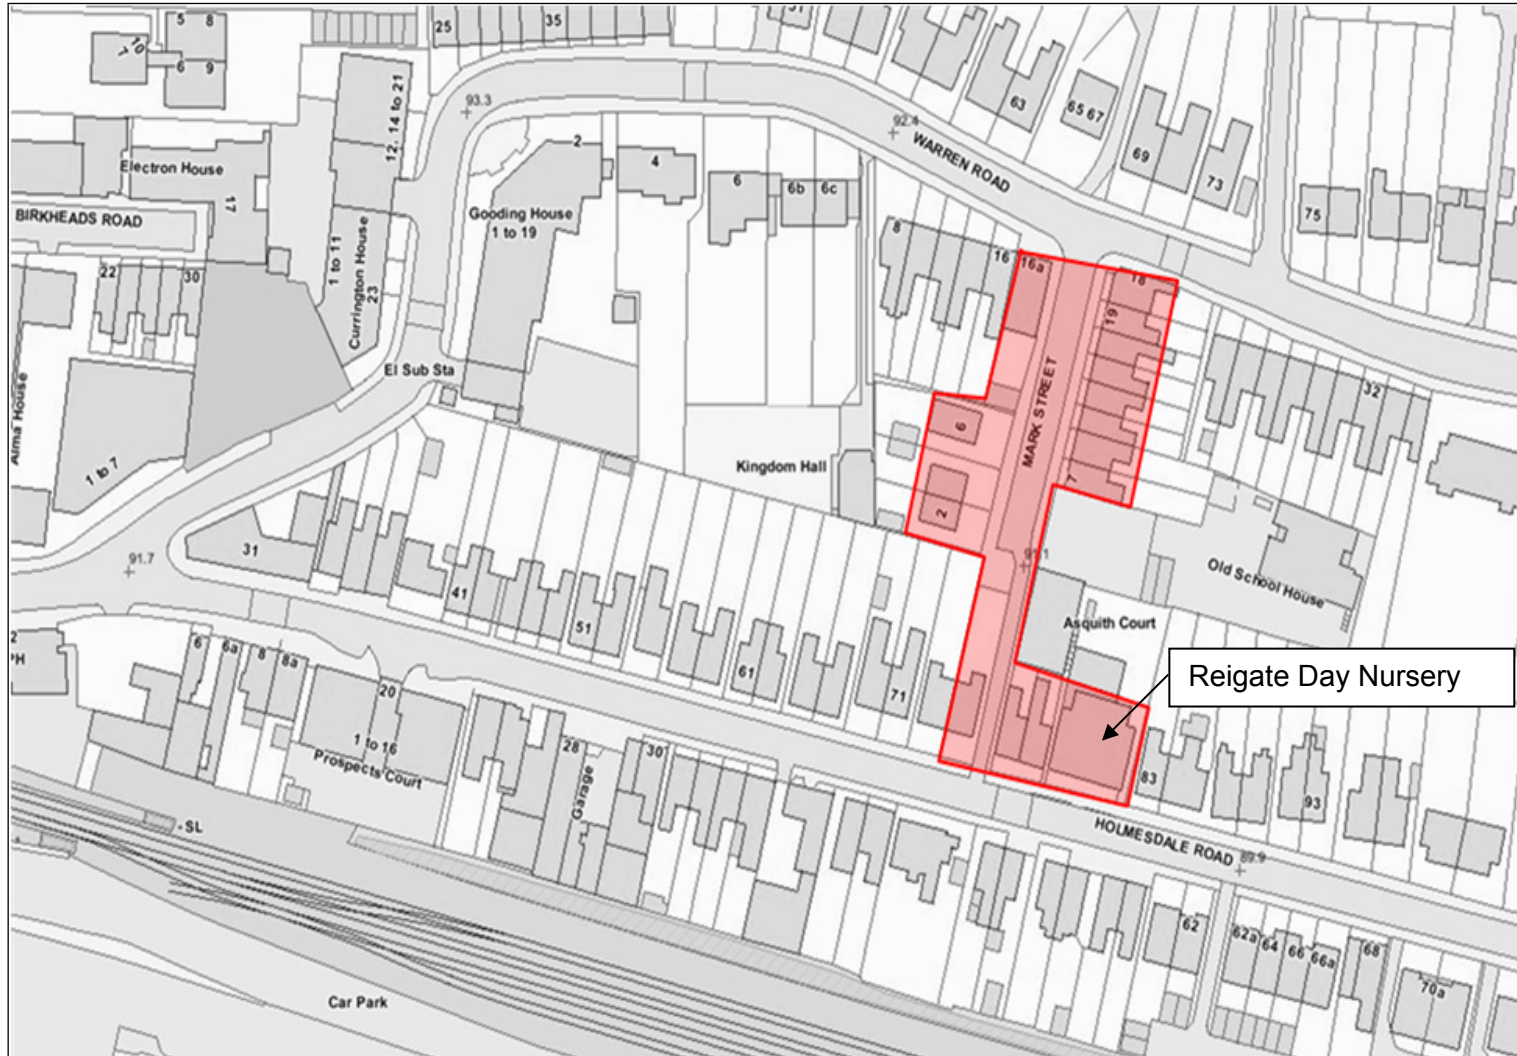 5 8
10
7
6 9
25
35
31
12, 14 to 21
93.3
63
65 67
92.4
WARREN ROAD
69
73
2
4
Electron House
17
6
6b 6c
75
BIRKHEADS ROAD
Gooding House
1 to 19
8
16
16a
18
1 to 11
Currington House
23
22
30
19
El Sub Sta
MARK STREET
32
Alma House
1 to 7
6
Kingdom Hall
7
2
31
91.7
91.1
Old School House
41
51
Asquith Court
2
PH
6
6a
8
8a
61
71
Reigate Day Nursery
20
1 to 16
Prospects Court
28
30
Garage
83
93
SL
HOLMESDALE ROAD
89.9
62
62a
64
66
66a
68
70a
Car Park